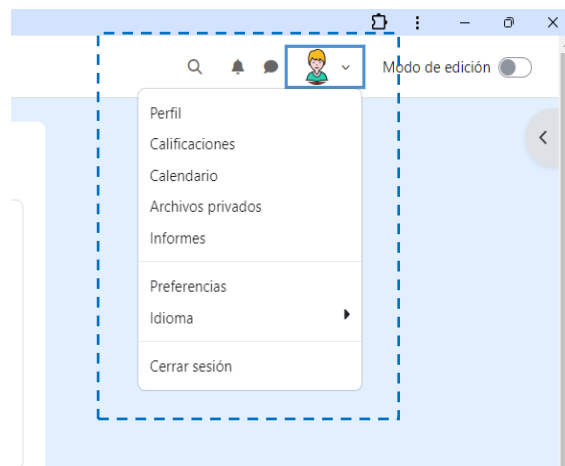 Modo de edición
Perfil
Calificaciones
Calendario
Archivos privados
Informes
Preferencias
Idioma
Cerrar sesión